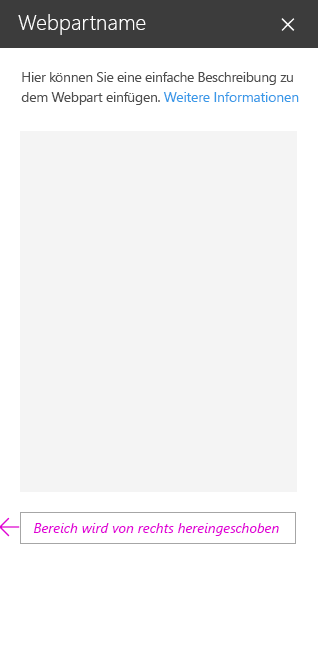 Webpartname
Hier können Sie eine einfache Beschreibung zu
dem Webpart einfügen. Weitere Informationen
Bereich wird von rechts hereingeschoben